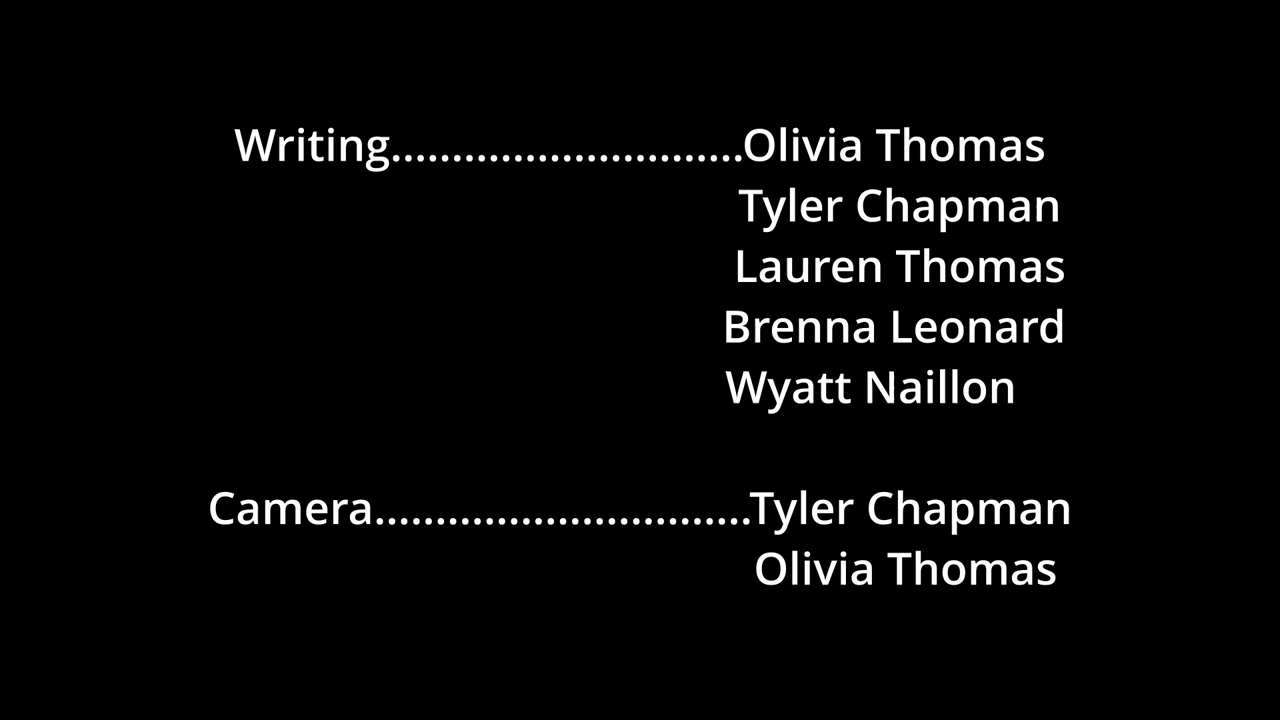 Writing.............................Olivia Thomas
Tyler Chapman
Lauren Thomas
Brenna Leonard
Wyatt Naillon
Camera...............................Tyler Chapman
Olivia Thomas